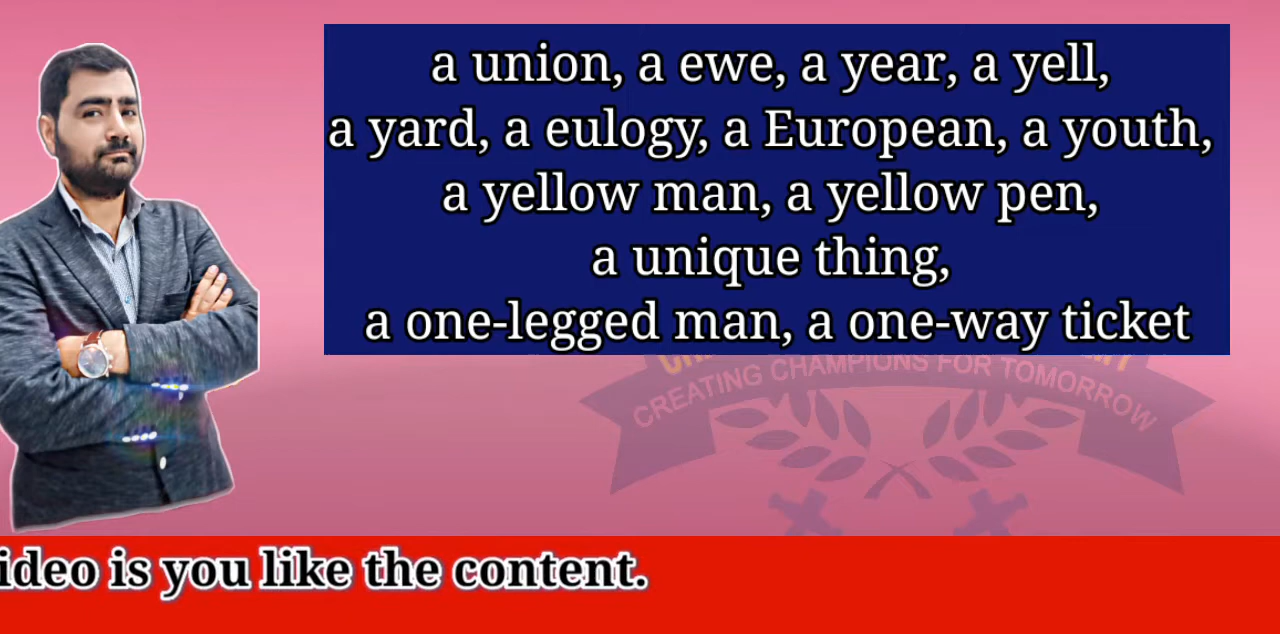 a union, a ewe, a year, a yell,
a yard, a eulogy, a European, a youth,
a yellow man, a yellow pen,
a unique thing,
a one-legged man, a one-way ticket
CREATING CHAMPIONS FOR TOMORROW
ideo is you like the content.